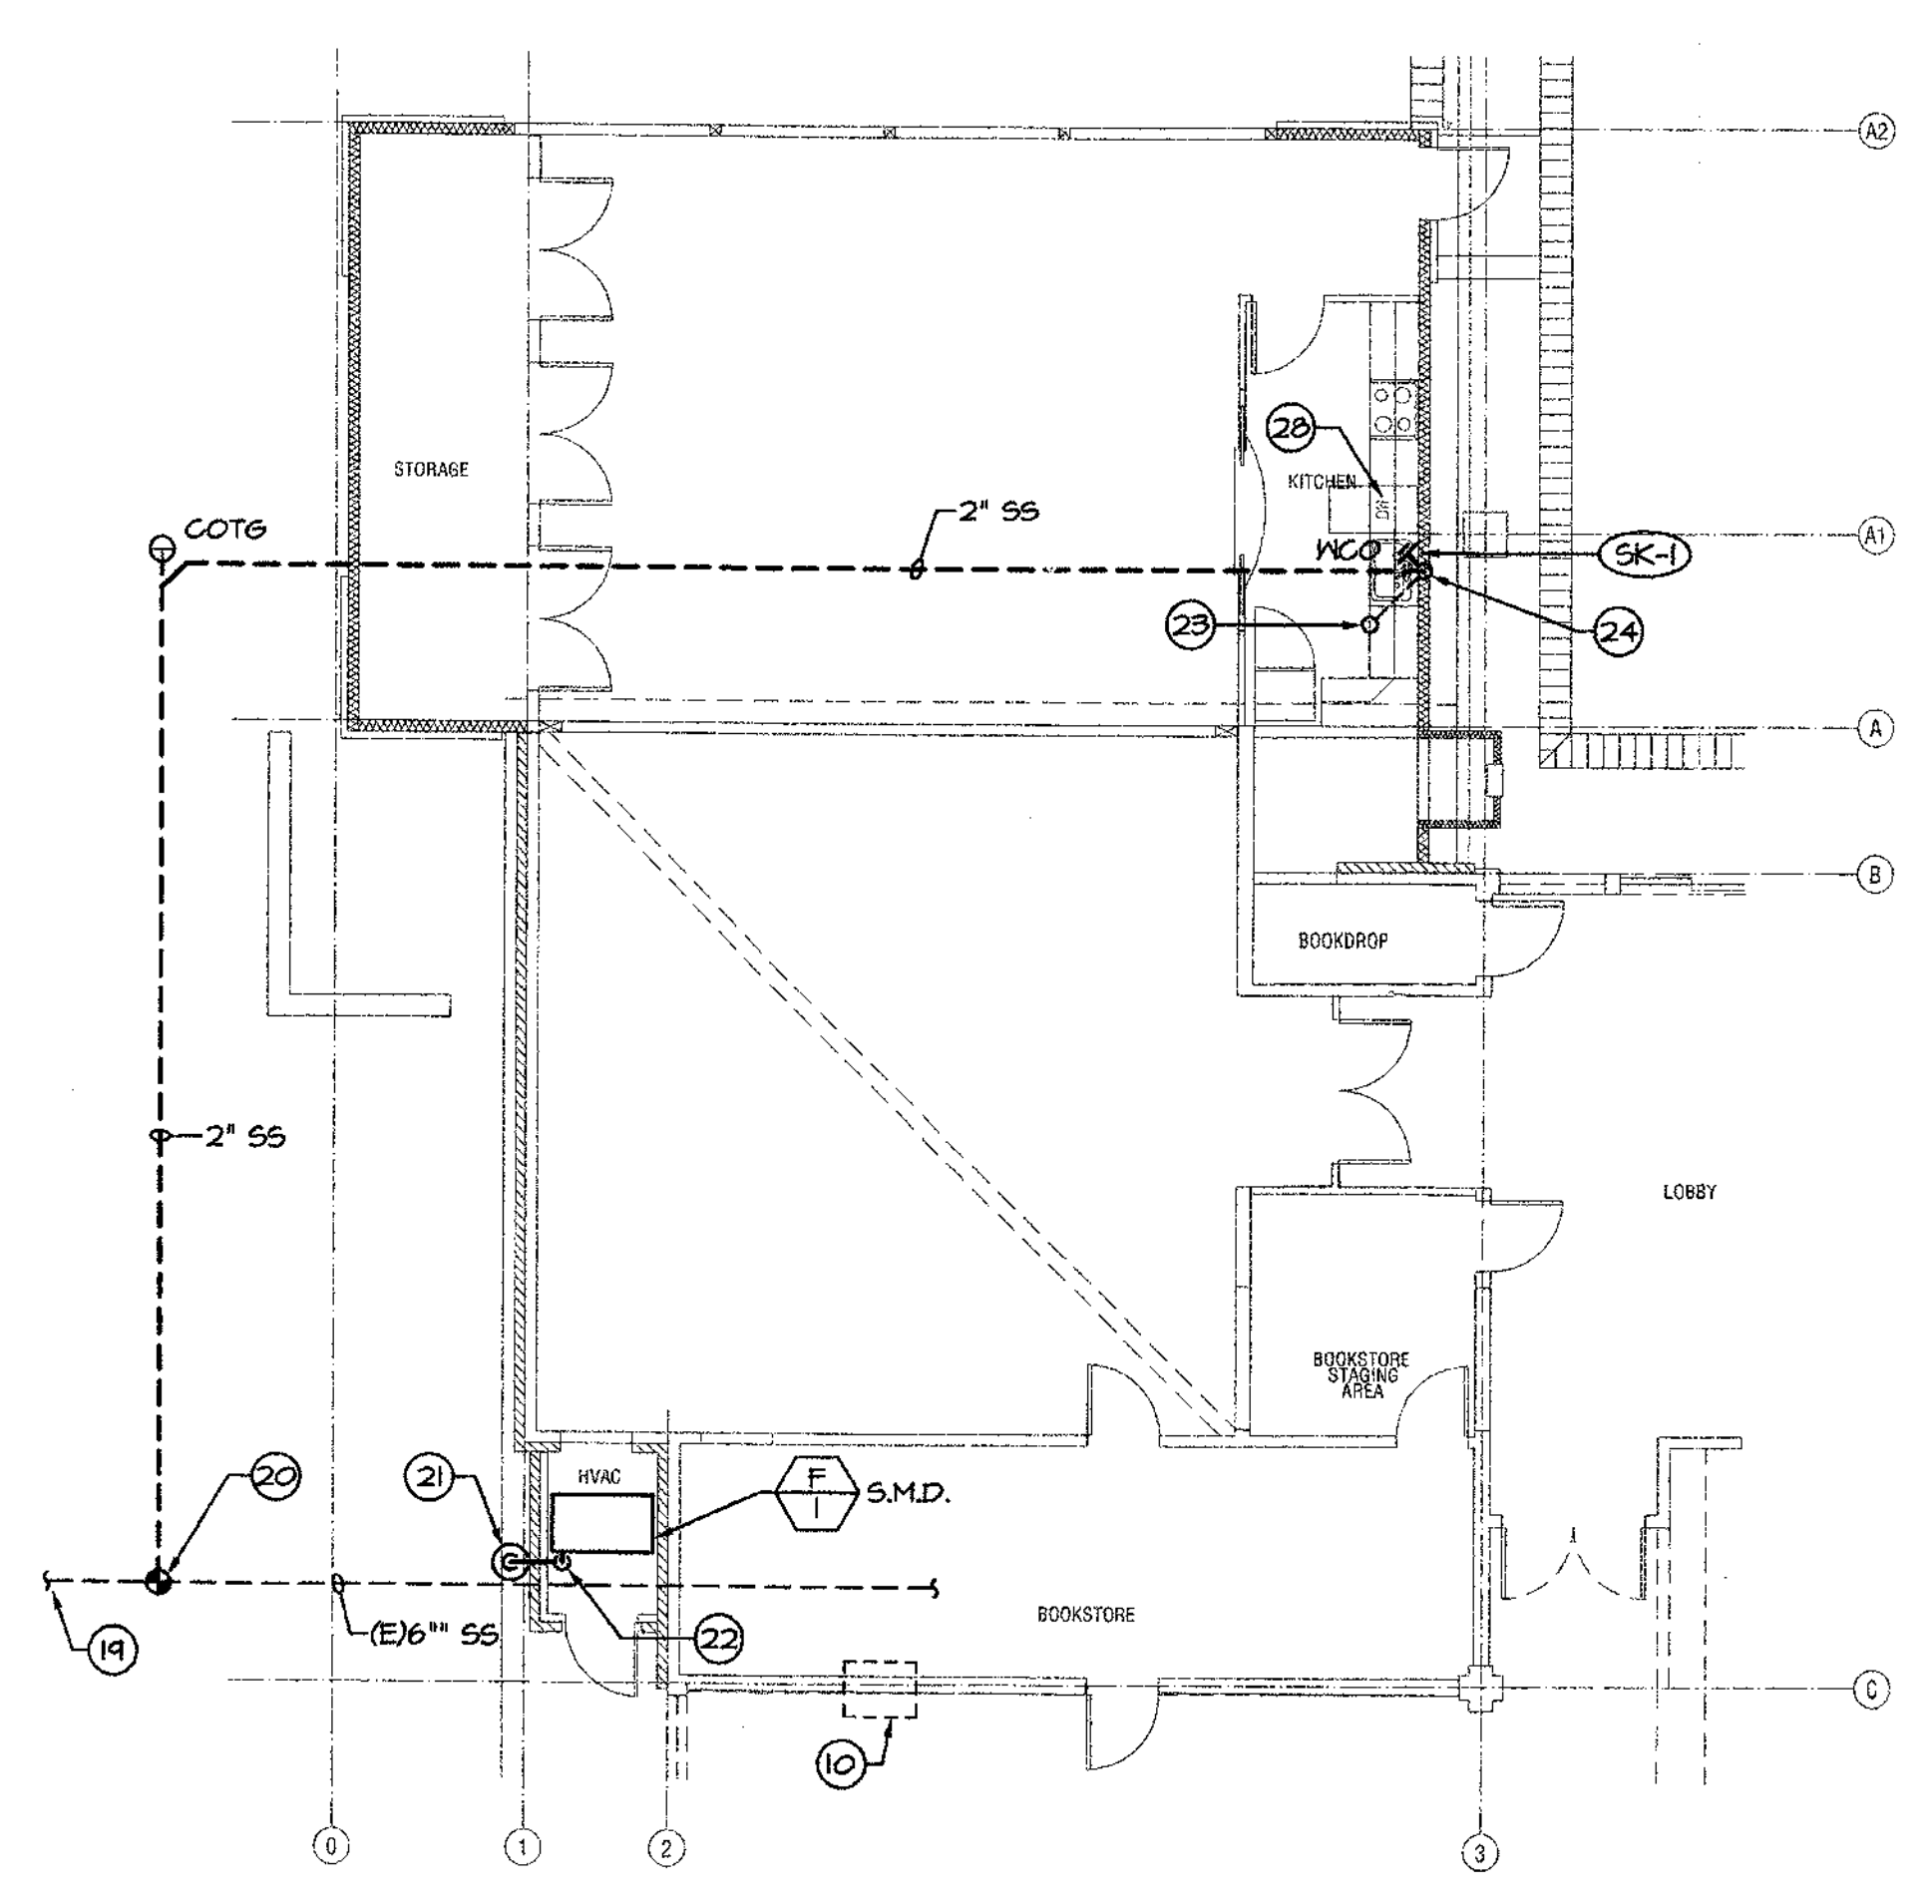 A2
28
STORAGE
KITCHEN
DW
2" SS
COTG
A1
WCO
SK-1
23
24
A
B
BOOKDROP
2" SS
LOBBY
BOOKSTORE
STAGING
AREA
20
21
HVAC
F
1
S.M.D.
19
(E)6"" SS
22
BOOKSTORE
C
10
0
1
2
3